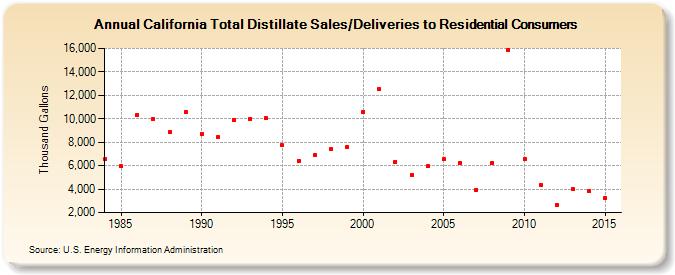 Annual California Total Distillate Sales/Deliveries to Residential Consumers
Thousand Gallons
16,000
14,000
12,000
10,000
8,000
6,000
4,000
2,000
1985 1990 1995 2000 2005 2010 2015
Source: U.S. Energy Information Administration